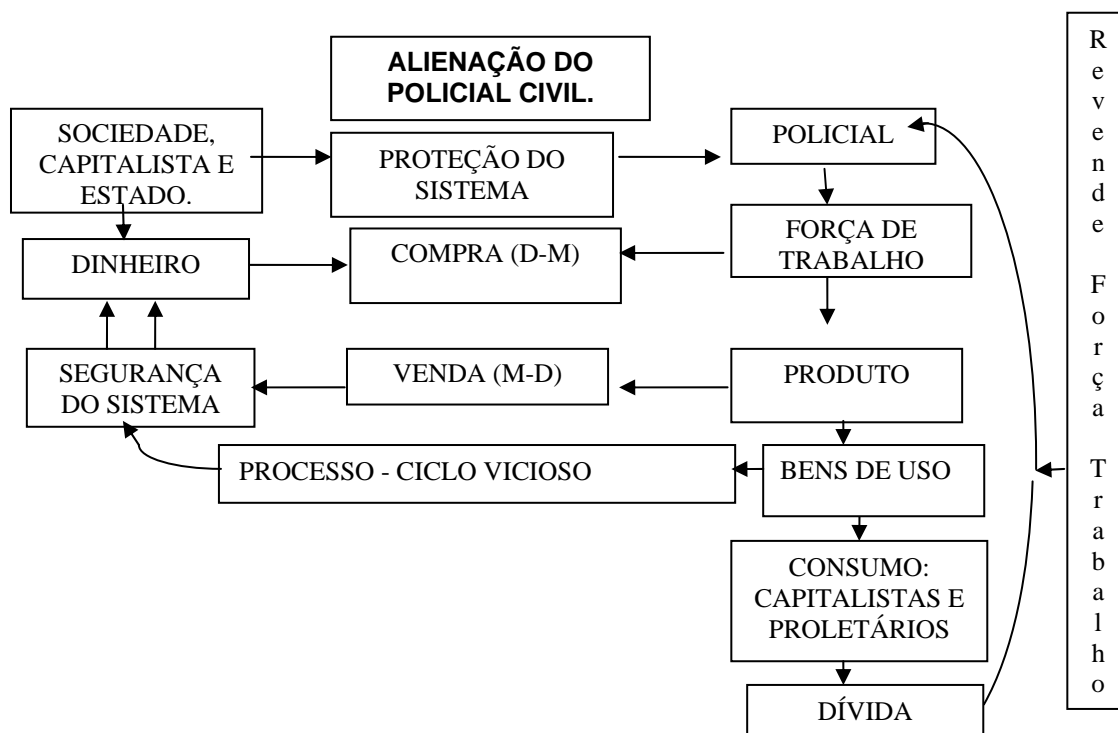 ALIENAÇÃO DO
POLICIAL CIVIL.
SOCIEDADE,
CAPITALISTA E
ESTADO.
PROTEÇÃO DO
SISTEMA
POLICIAL
DINHEIRO
COMPRA (D-M)
FORÇA DE
TRABALHO
SEGURANÇA
DO SISTEMA
VENDA (M-D)
PRODUTO
PROCESSO - CICLO VICIOSO
BENS DE USO
CONSUMO:
CAPITALISTAS E
PROLETÁRIOS
DÍVIDA
Revende Força Trabalho